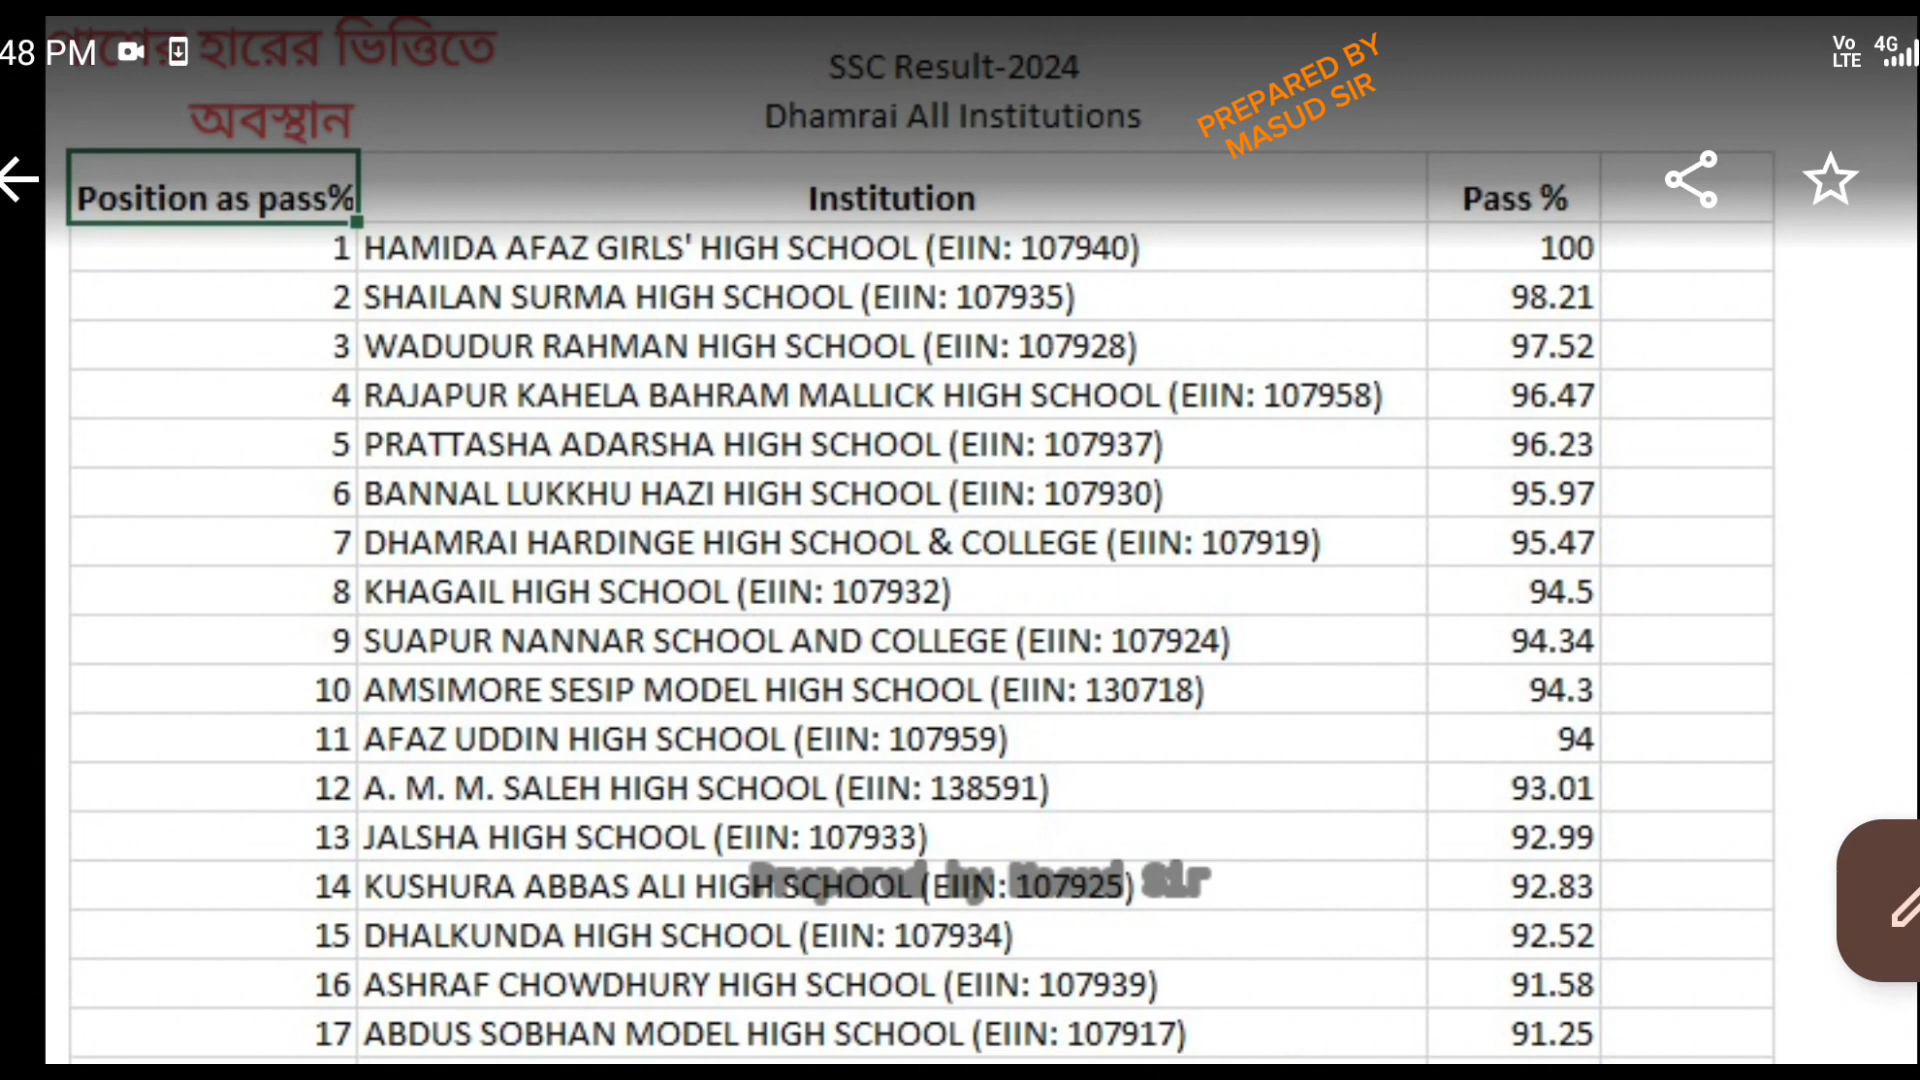 48 PM
Vo LTE 4G
পাশের হারের ভিত্তিতে
অবস্থান
SSC Result-2024
Dhamrai All Institutions
PREPARED BY
MASUD SIR
Position as pass% Institution Pass %
1 HAMIDA AFAZ GIRLS' HIGH SCHOOL (EIIN: 107940) 100
2 SHAILAN SURMA HIGH SCHOOL (EIIN: 107935) 98.21
3 WADUDUR RAHMAN HIGH SCHOOL (EIIN: 107928) 97.52
4 RAJAPUR KAHELA BAHRAM MALLICK HIGH SCHOOL (EIIN: 107958) 96.47
5 PRATTASHA ADARSHA HIGH SCHOOL (EIIN: 107937) 96.23
6 BANNAL LUKKHU HAZI HIGH SCHOOL (EIIN: 107930) 95.97
7 DHAMRAI HARDINGE HIGH SCHOOL & COLLEGE (EIIN: 107919) 95.47
8 KHAGAIL HIGH SCHOOL (EIIN: 107932) 94.5
9 SUAPUR NANNAR SCHOOL AND COLLEGE (EIIN: 107924) 94.34
10 AMSIMORE SESIP MODEL HIGH SCHOOL (EIIN: 130718) 94.3
11 AFAZ UDDIN HIGH SCHOOL (EIIN: 107959) 94
12 A. M. M. SALEH HIGH SCHOOL (EIIN: 138591) 93.01
13 JALSHA HIGH SCHOOL (EIIN: 107933) 92.99
14 KUSHURA ABBAS ALI HIGH SCHOOL (EIIN: 107925) 92.83
Prepared by Masud Sir
15 DHALKUNDA HIGH SCHOOL (EIIN: 107934) 92.52
16 ASHRAF CHOWDHURY HIGH SCHOOL (EIIN: 107939) 91.58
17 ABDUS SOBHAN MODEL HIGH SCHOOL (EIIN: 107917) 91.25